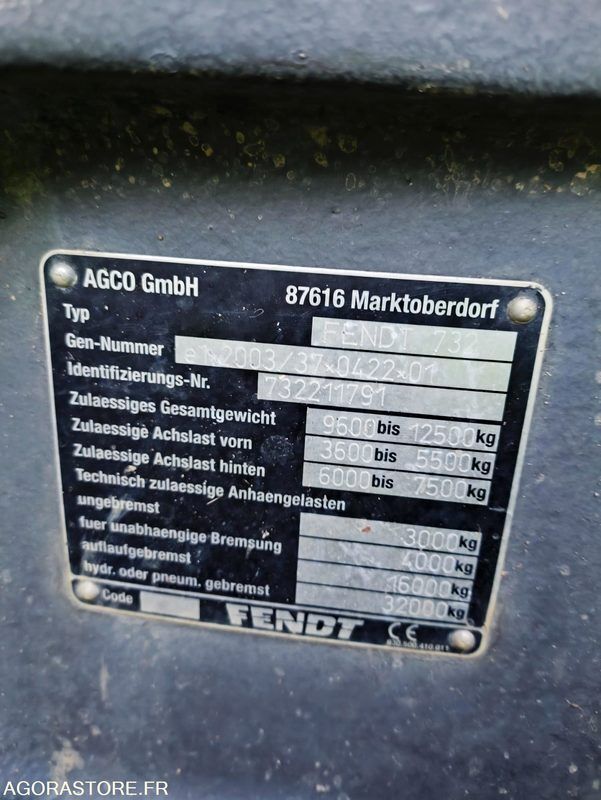 AGCO GmbH 87616 Marktoberdorf
Typ FENDT 732
Gen-Nummer e1*2003/37*0422*01
Identifizierungs-Nr. 732211791
Zulaessiges Gesamtgewicht 9600 bis 12500 kg
Zulaessige Achslast vorn 3600 bis 5500 kg
Zulaessige Achslast hinten 6000 bis 7500 kg
Technisch zulaessige Anhaengelasten
ungebremst 3000 kg
fuer unabhaengige Bremsung 4000 kg
auflaufgebremst 16000 kg
hydr. oder pneum. gebremst 32000 kg
Code FENDT CE
AGORASTORE.FR